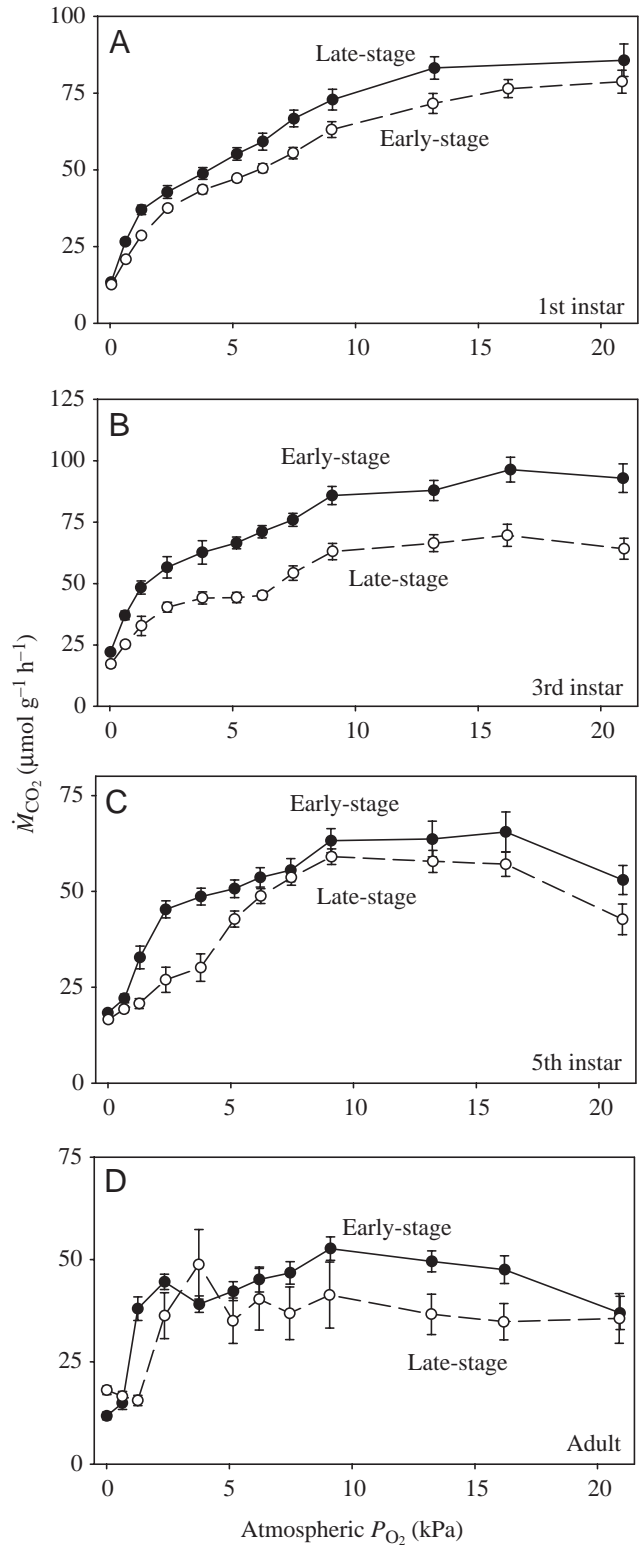 A
100
75
50
25
0
Late-stage
Early-stage
1st instar
0 5 10 15 20
B
125
100
75
50
25
0
Early-stage
Late-stage
3rd instar
0 5 10 15 20
C
75
50
25
0
Early-stage
Late-stage
5th instar
0 5 10 15 20
D
75
50
25
0
Early-stage
Late-stage
Adult
0 5 10 15 20
Ṁ_CO₂ (μmol g⁻¹ h⁻¹)
Atmospheric P_O₂ (kPa)